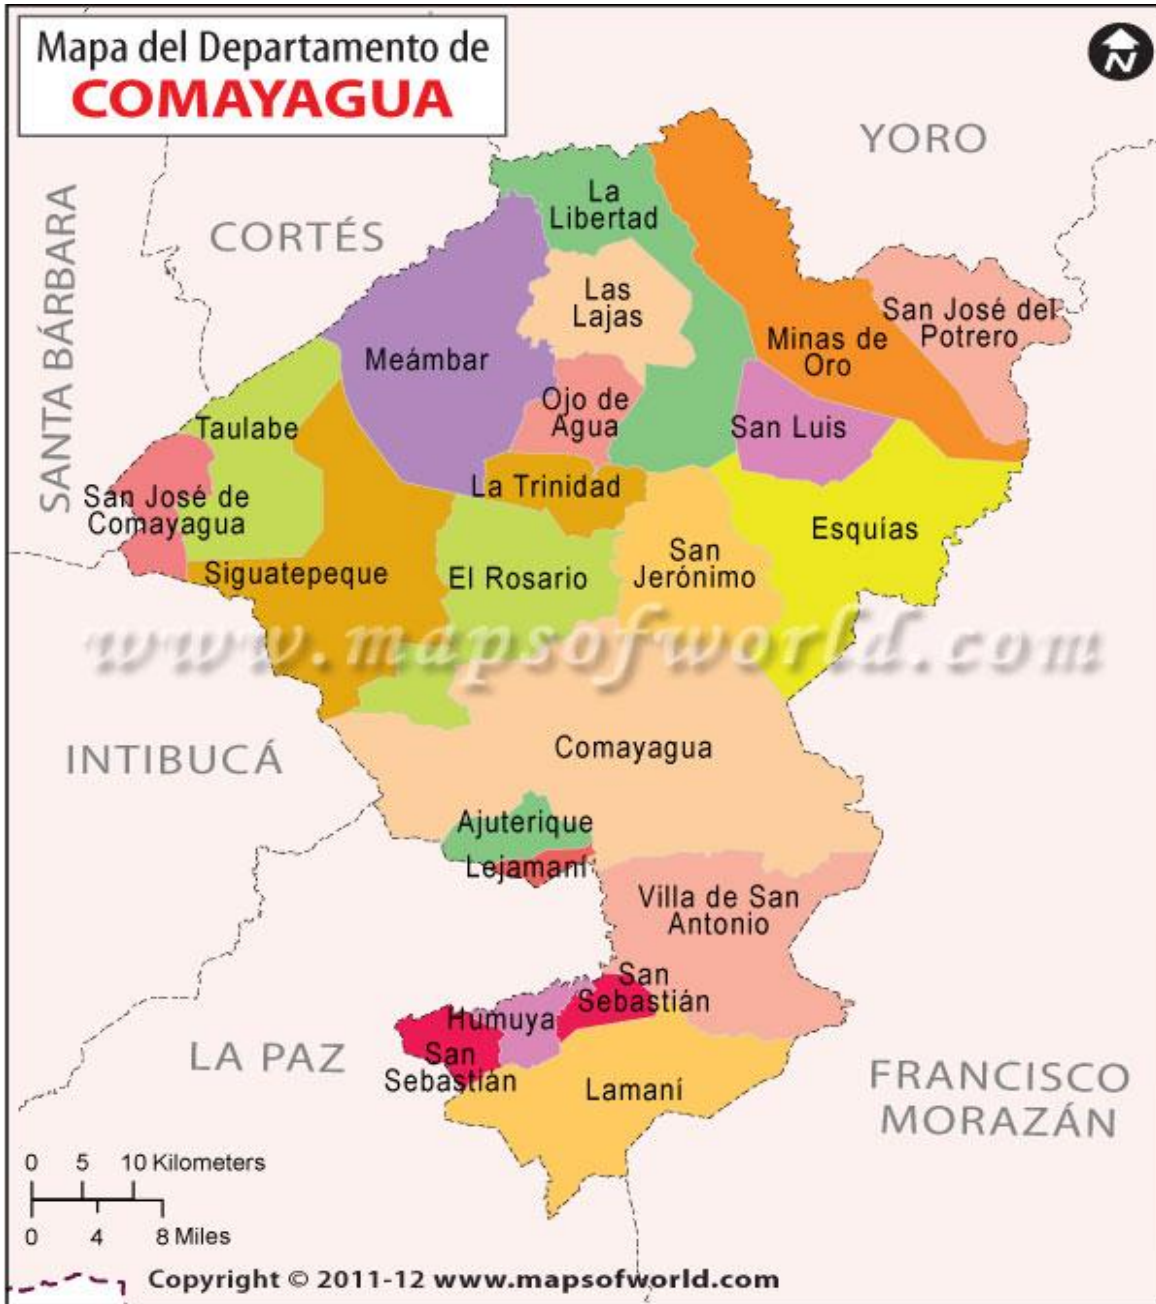 Mapa del Departamento de
COMAYAGUA
N
YORO
SANTA BÁRBARA
CORTÉS
La
Libertad
Las
Lajas
San José del
Potrero
Minas de
Oro
Meámbar
Ojo de
Agua
Taulabe
San Luis
La Trinidad
San José de
Comayagua
Esquías
San
Jerónimo
Siguatepeque
El Rosario
www.mapsofworld.com
INTIBUCÁ
Comayagua
Ajuterique
Lejamaní
Villa de San
Antonio
San
Sebastián
Humuya
San
Sebastián
LA PAZ
Lamaní
FRANCISCO
MORAZÁN
0 5 10 Kilometers
0 4 8 Miles
Copyright © 2011-12 www.mapsofworld.com